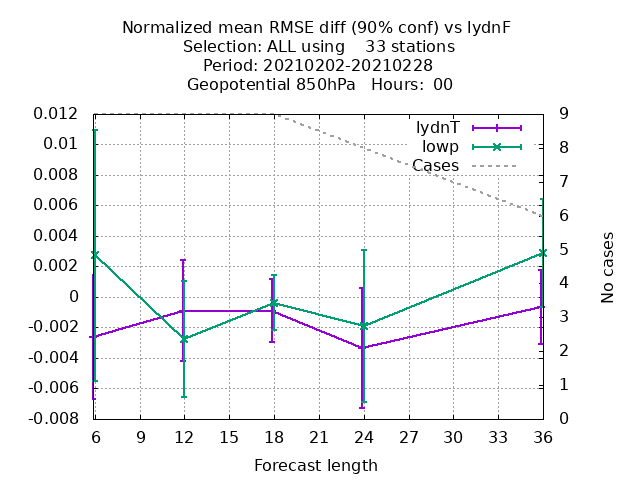 Normalized mean RMSE diff (90% conf) vs lydnF
Selection: ALL using    33 stations
Period: 20210202-20210228
Geopotential 850hPa   Hours:  00
0.012
0.01
0.008
0.006
0.004
0.002
0
-0.002
-0.004
-0.006
-0.008
lydnT
lowp
Cases
9
8
7
6
5
4
3
2
1
0
No cases
6 9 12 15 18 21 24 27 30 33 36
Forecast length